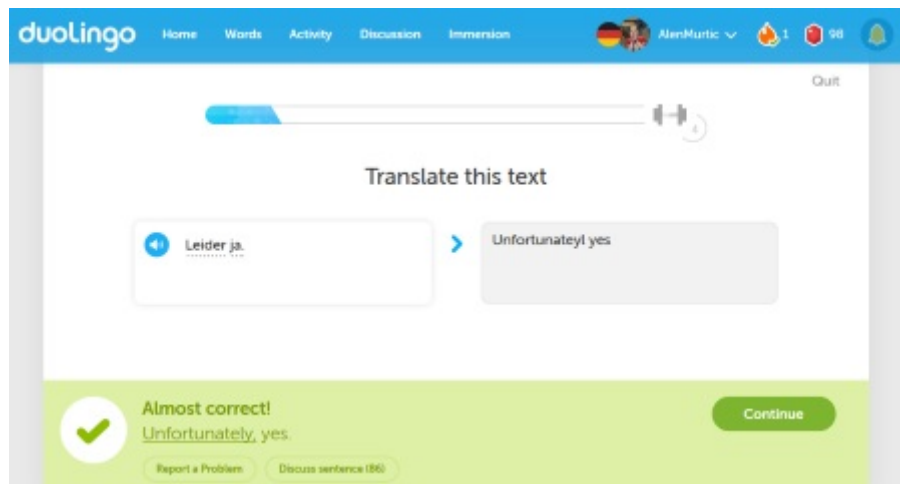 duolingo Home Words Activity Discussion Immersion AlenMurtic 1 98
Quit
4
Translate this text
Leider ja.
Unfortunateyl yes
Almost correct!
Unfortunately, yes.
Continue
Report a Problem Discuss sentence (86)